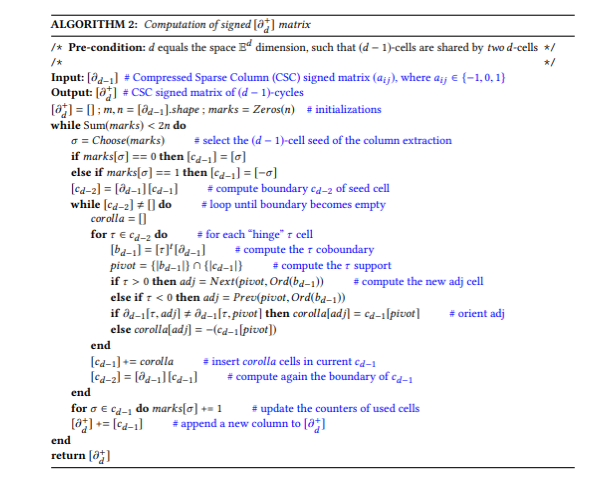 ALGORITHM 2: Computation of signed [∂⁺_d] matrix
/* Pre-condition: d equals the space 𝔼^d dimension, such that (d − 1)-cells are shared by two d-cells */
/* */
Input: [∂_{d−1}] # Compressed Sparse Column (CSC) signed matrix (a_{ij}), where a_{ij} ∈ {−1, 0, 1}
Output: [∂⁺_d] # CSC signed matrix of (d − 1)-cycles
[∂⁺_d] = [] ; m, n = [∂_{d−1}].shape ; marks = Zeros(n) # initializations
while Sum(marks) < 2n do
σ = Choose(marks) # select the (d − 1)-cell seed of the column extraction
if marks[σ] == 0 then [c_{d−1}] = [σ]
else if marks[σ] == 1 then [c_{d−1}] = [−σ]
[c_{d−2}] = [∂_{d−1}][c_{d−1}] # compute boundary c_{d−2} of seed cell
while [c_{d−2}] ≠ [] do # loop until boundary becomes empty
corolla = []
for τ ∈ c_{d−2} do # for each “hinge” τ cell
[b_{d−1}] = [τ]^t[∂_{d−1}] # compute the τ coboundary
pivot = {|b_{d−1}|} ∩ {|c_{d−1}|} # compute the τ support
if τ > 0 then adj = Next(pivot, Ord(b_{d−1})) # compute the new adj cell
else if τ < 0 then adj = Prev(pivot, Ord(b_{d−1}))
if ∂_{d−1}[τ, adj] ≠ ∂_{d−1}[τ, pivot] then corolla[adj] = c_{d−1}[pivot] # orient adj
else corolla[adj] = −(c_{d−1}[pivot])
end
[c_{d−1}] += corolla # insert corolla cells in current c_{d−1}
[c_{d−2}] = [∂_{d−1}][c_{d−1}] # compute again the boundary of c_{d−1}
end
for σ ∈ c_{d−1} do marks[σ] += 1 # update the counters of used cells
[∂⁺_d] += [c_{d−1}] # append a new column to [∂⁺_d]
end
return [∂⁺_d]